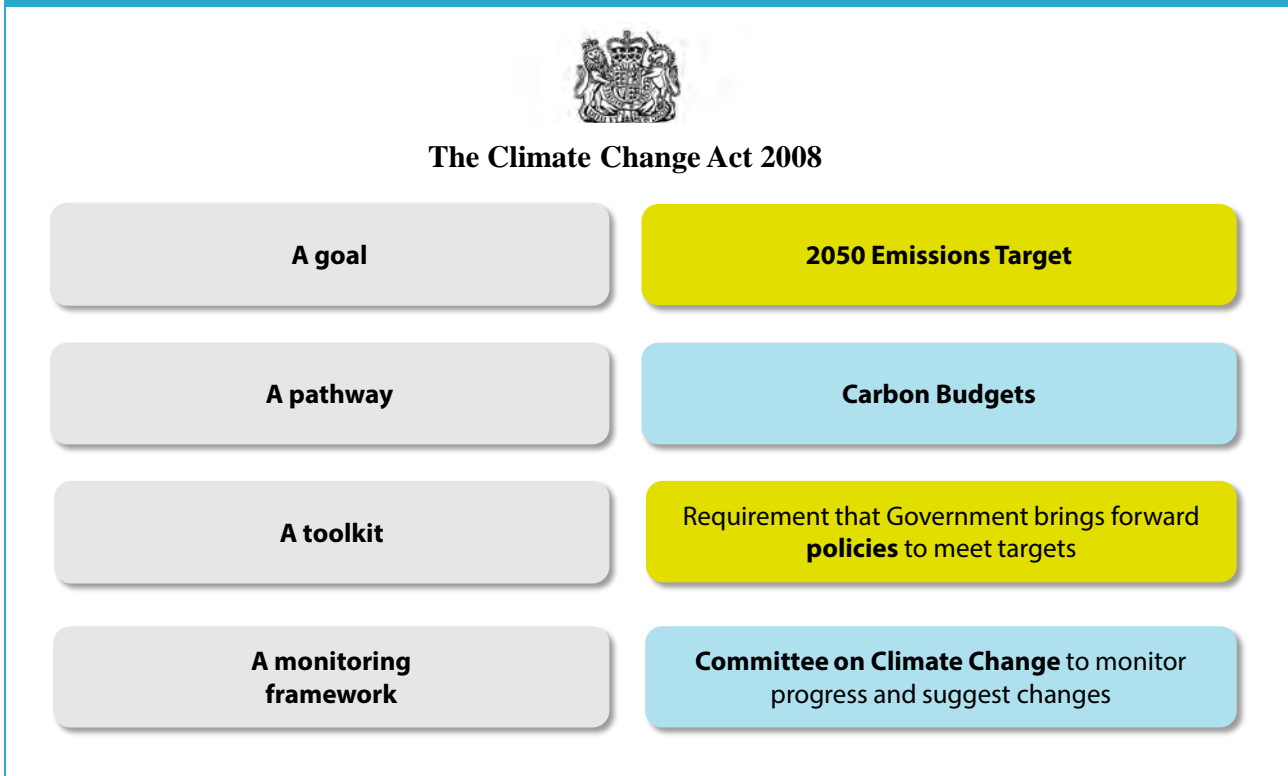 The Climate Change Act 2008
A goal
2050 Emissions Target
A pathway
Carbon Budgets
A toolkit
Requirement that Government brings forward
policies to meet targets
A monitoring
framework
Committee on Climate Change to monitor
progress and suggest changes